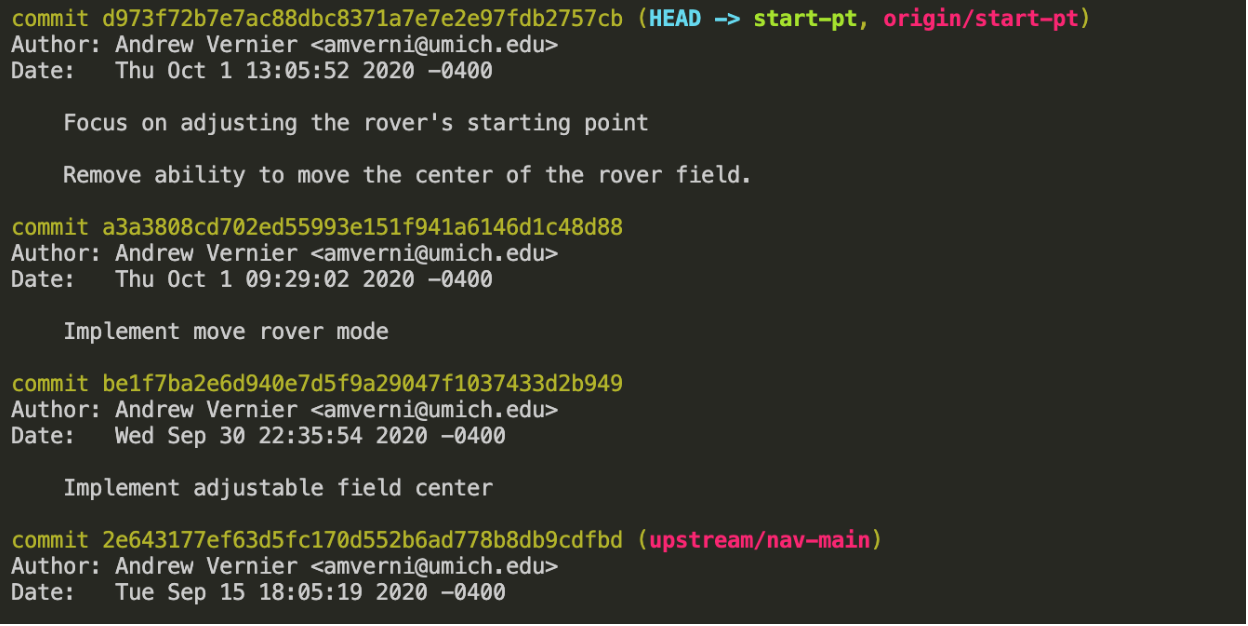 commit d973f72b7e7ac88dbc8371a7e7e2e97fdb2757cb (HEAD -> start-pt, origin/start-pt)
Author: Andrew Vernier <amverni@umich.edu>
Date:   Thu Oct 1 13:05:52 2020 -0400
Focus on adjusting the rover's starting point
Remove ability to move the center of the rover field.
commit a3a3808cd702ed55993e151f941a6146d1c48d88
Author: Andrew Vernier <amverni@umich.edu>
Date:   Thu Oct 1 09:29:02 2020 -0400
Implement move rover mode
commit be1f7ba2e6d940e7d5f9a29047f1037433d2b949
Author: Andrew Vernier <amverni@umich.edu>
Date:   Wed Sep 30 22:35:54 2020 -0400
Implement adjustable field center
commit 2e643177ef63d5fc170d552b6ad778b8db9cdfbd (upstream/nav-main)
Author: Andrew Vernier <amverni@umich.edu>
Date:   Tue Sep 15 18:05:19 2020 -0400